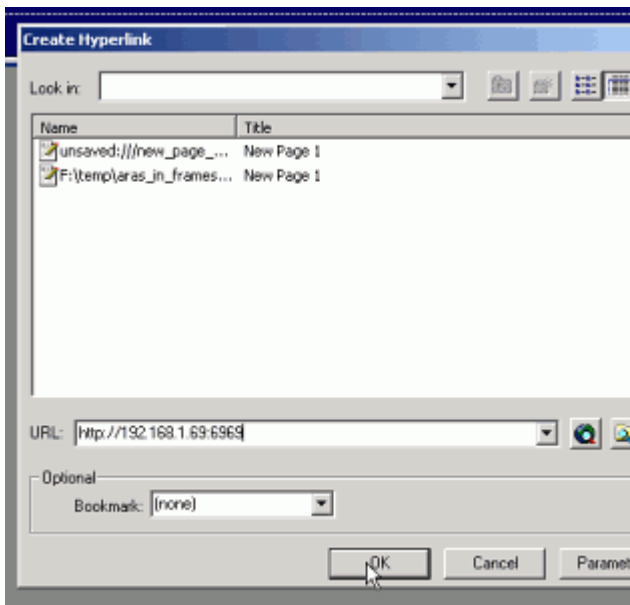 Create Hyperlink
Look in:
Name Title
unsaved:///new_page_... New Page 1
F:\temp\aras_in_frames... New Page 1
URL: http://192.168.1.69:6969
Optional
Bookmark: (none)
OK Cancel Paramet